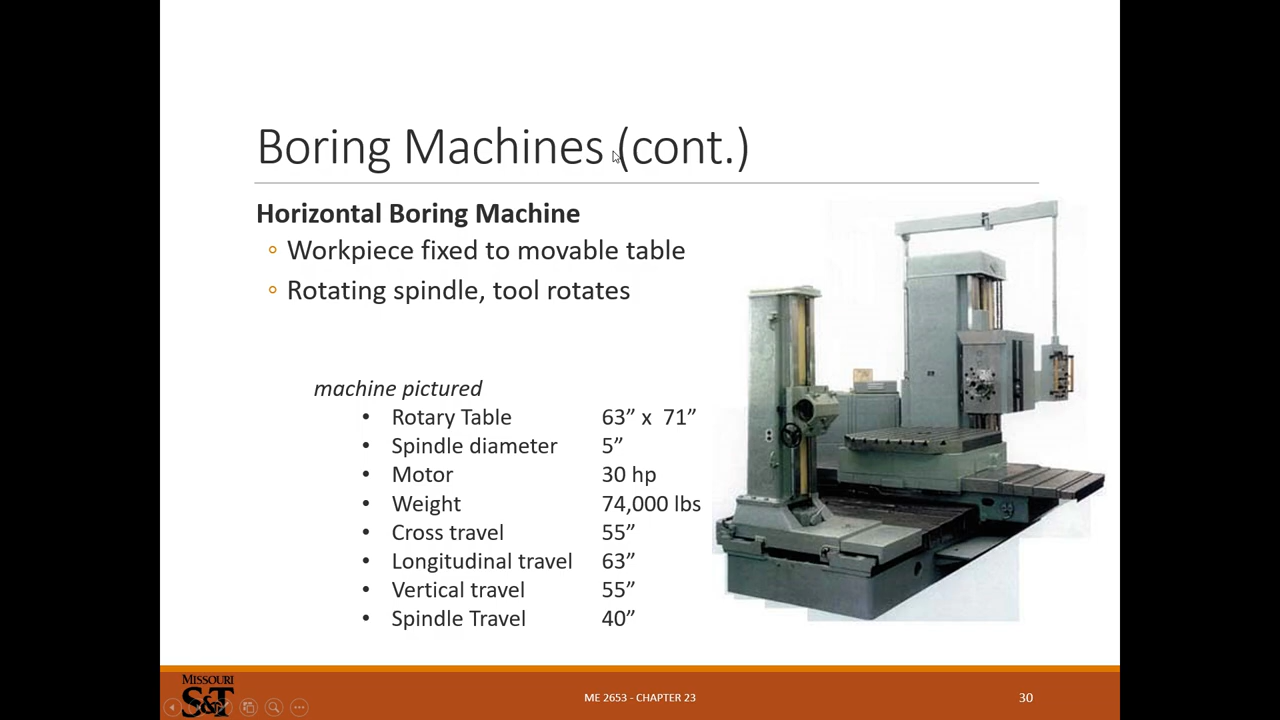 Boring Machines (cont.)
Horizontal Boring Machine
Workpiece fixed to movable table
Rotating spindle, tool rotates
machine pictured
• Rotary Table 63” x 71”
• Spindle diameter 5”
• Motor 30 hp
• Weight 74,000 lbs
• Cross travel 55”
• Longitudinal travel 63”
• Vertical travel 55”
• Spindle Travel 40”
MISSOURI
S&T
ME 2653 - CHAPTER 23
30